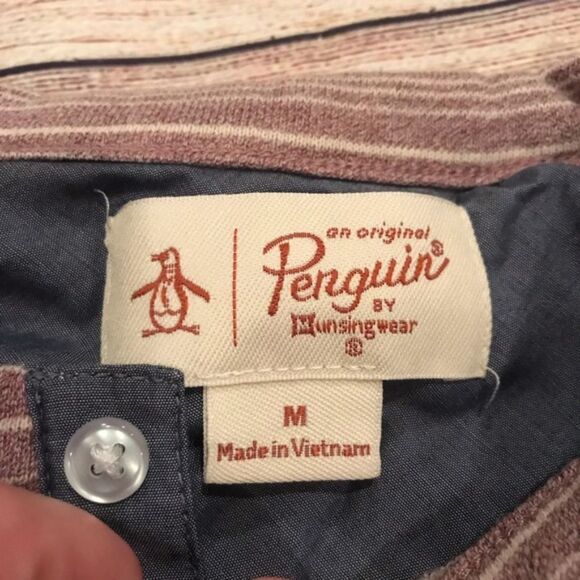 an original
Penguin®
BY
Munsingwear
®
M
Made in Vietnam